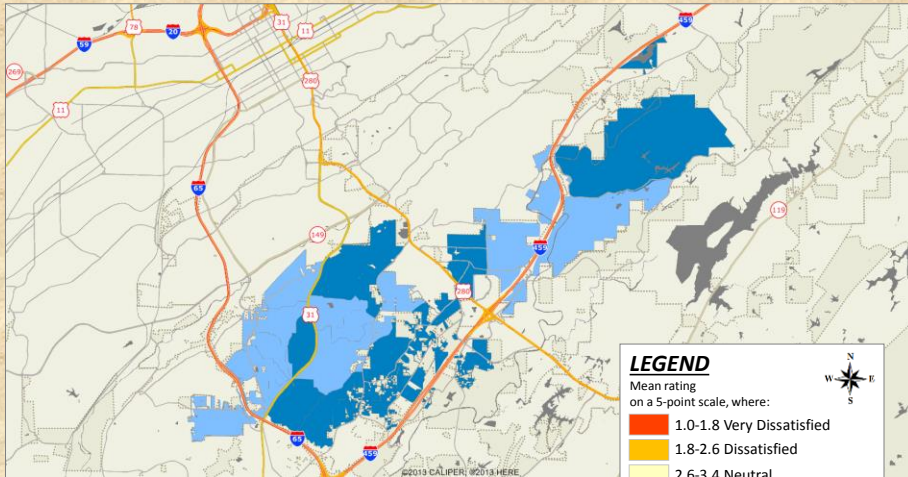 78
31
11
459
59
20
280
269
11
65
119
149
459
280
31
LEGEND
N
W E
S
Mean rating
on a 5-point scale, where:
1.0-1.8 Very Dissatisfied
1.8-2.6 Dissatisfied
2.6-3.4 Neutral
65
459
©2013 CALIPER; ©2013 HERE